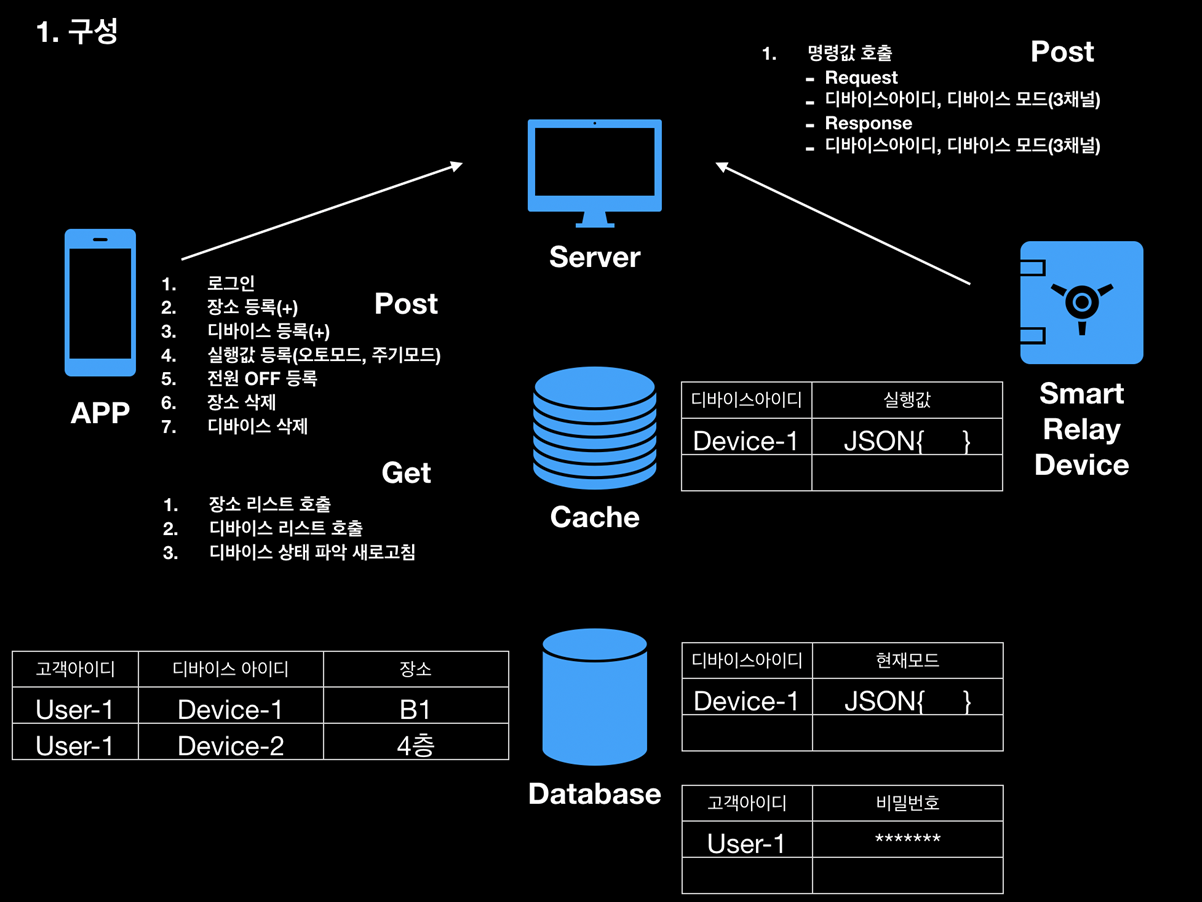 1. 구성
1. 명령값 호출
- Request
- 디바이스아이디, 디바이스 모드(3채널)
- Response
- 디바이스아이디, 디바이스 모드(3채널)
Post
Server
APP
1. 로그인
2. 장소 등록(+)
3. 디바이스 등록(+)
4. 실행값 등록(오토모드, 주기모드)
5. 전원 OFF 등록
6. 장소 삭제
7. 디바이스 삭제
Post
Get
1. 장소 리스트 호출
2. 디바이스 리스트 호출
3. 디바이스 상태 파악 새로고침
Smart
Relay
Device
Cache
디바이스아이디 실행값
Device-1 JSON{ }
고객아이디 디바이스 아이디 장소
User-1 Device-1 B1
User-1 Device-2 4층
Database
디바이스아이디 현재모드
Device-1 JSON{ }
고객아이디 비밀번호
User-1 *******